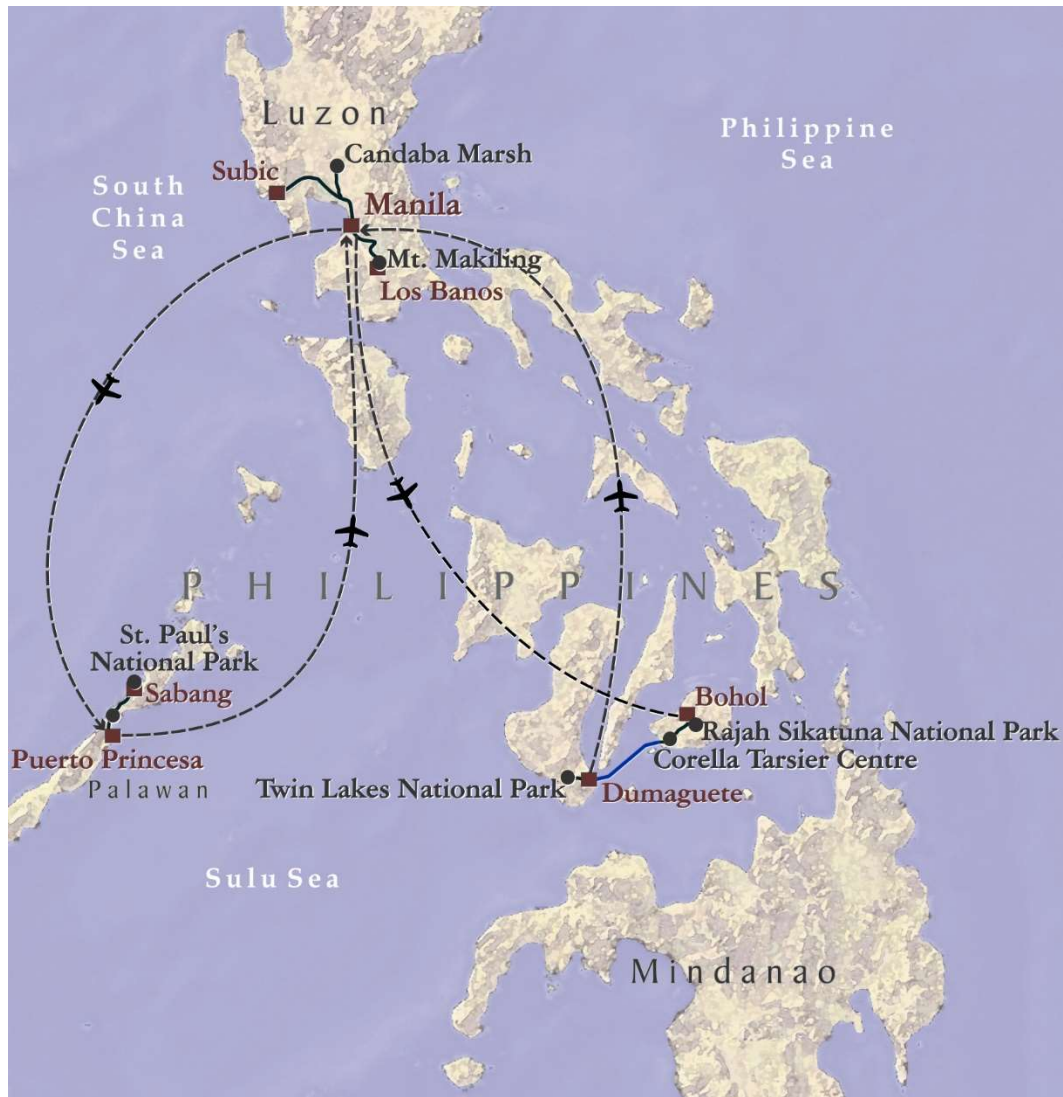 Luzon
Philippine
Sea
Candaba Marsh
Subic
South
China
Sea
Manila
Mt. Makiling
Los Banos
PHILIPPINES
St. Paul's
National Park
Sabang
Bohol
Rajah Sikatuna National Park
Puerto Princesa
Corella Tarsier Centre
Palawan
Twin Lakes National Park
Dumaguete
Sulu Sea
Mindanao